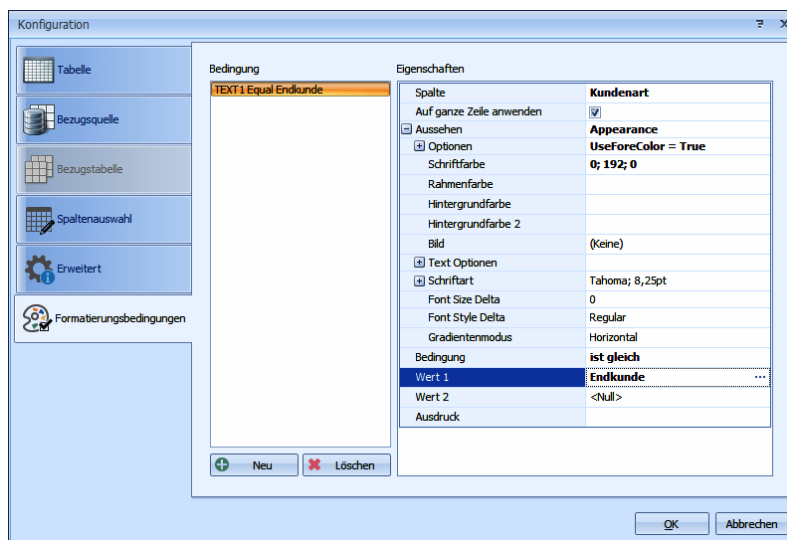 Konfiguration
Tabelle
Bezugsquelle
Bezugstabelle
Spaltenauswahl
Erweitert
Formatierungsbedingungen
Bedingung
TEXT1 Equal Endkunde
Neu
Löschen
Eigenschaften
Spalte Kundenart
Auf ganze Zeile anwenden
Aussehen Appearance
Optionen UseForeColor = True
Schriftfarbe 0; 192; 0
Rahmenfarbe
Hintergrundfarbe
Hintergrundfarbe 2
Bild (Keine)
Text Optionen
Schriftart Tahoma; 8,25pt
Font Size Delta 0
Font Style Delta Regular
Gradientenmodus Horizontal
Bedingung ist gleich
Wert 1 Endkunde ...
Wert 2 <Null>
Ausdruck
OK Abbrechen